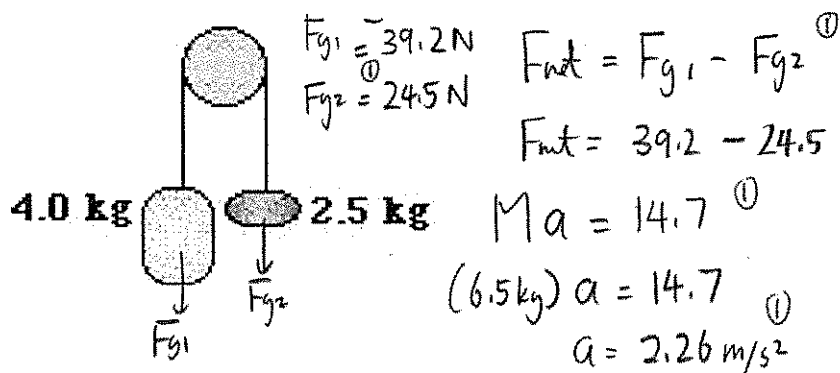 Fg1 = 39.2 N
Fg2 = 24.5 N ①
Fnet = Fg1 - Fg2 ①
Fnet = 39.2 - 24.5
4.0 kg
2.5 kg
Ma = 14.7 ①
(6.5kg) a = 14.7
a = 2.26 m/s² ①
Fg1
Fg2